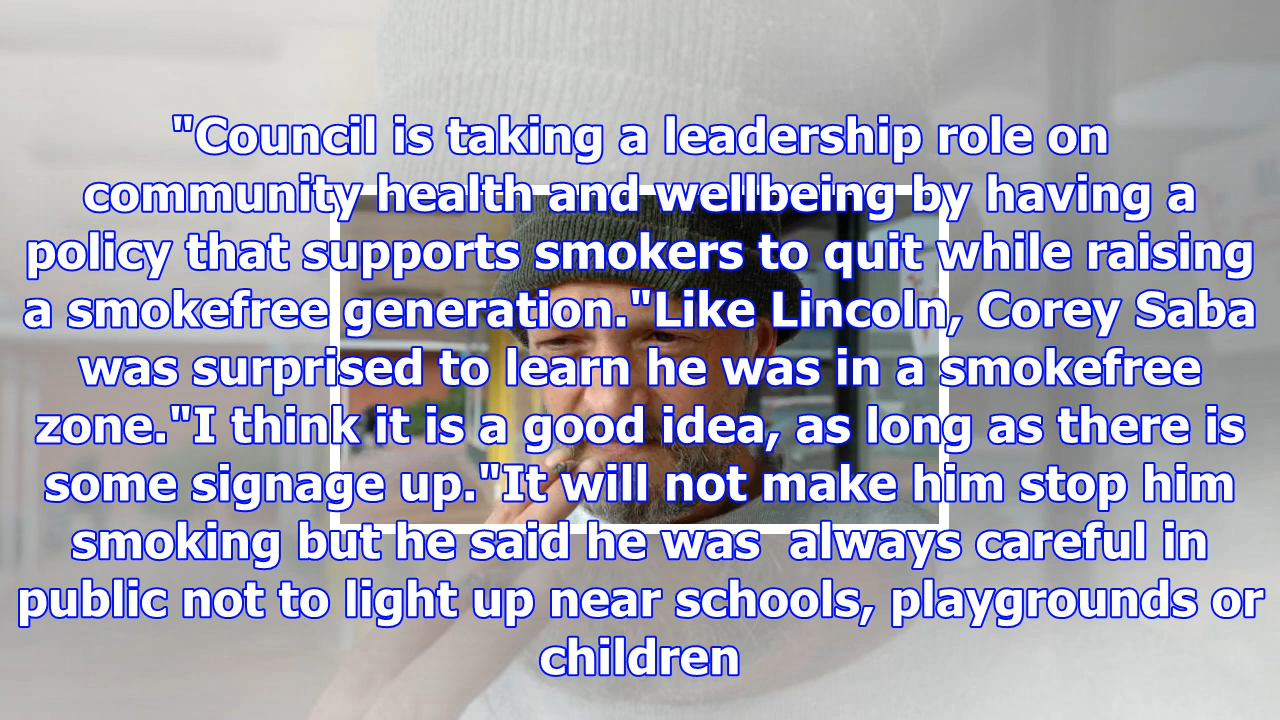 "Council is taking a leadership role on
community health and wellbeing by having a
policy that supports smokers to quit while raising
a smokefree generation."Like Lincoln, Corey Saba
was surprised to learn he was in a smokefree
zone."I think it is a good idea, as long as there is
some signage up."It will not make him stop him
smoking but he said he was  always careful in
public not to light up near schools, playgrounds or
children